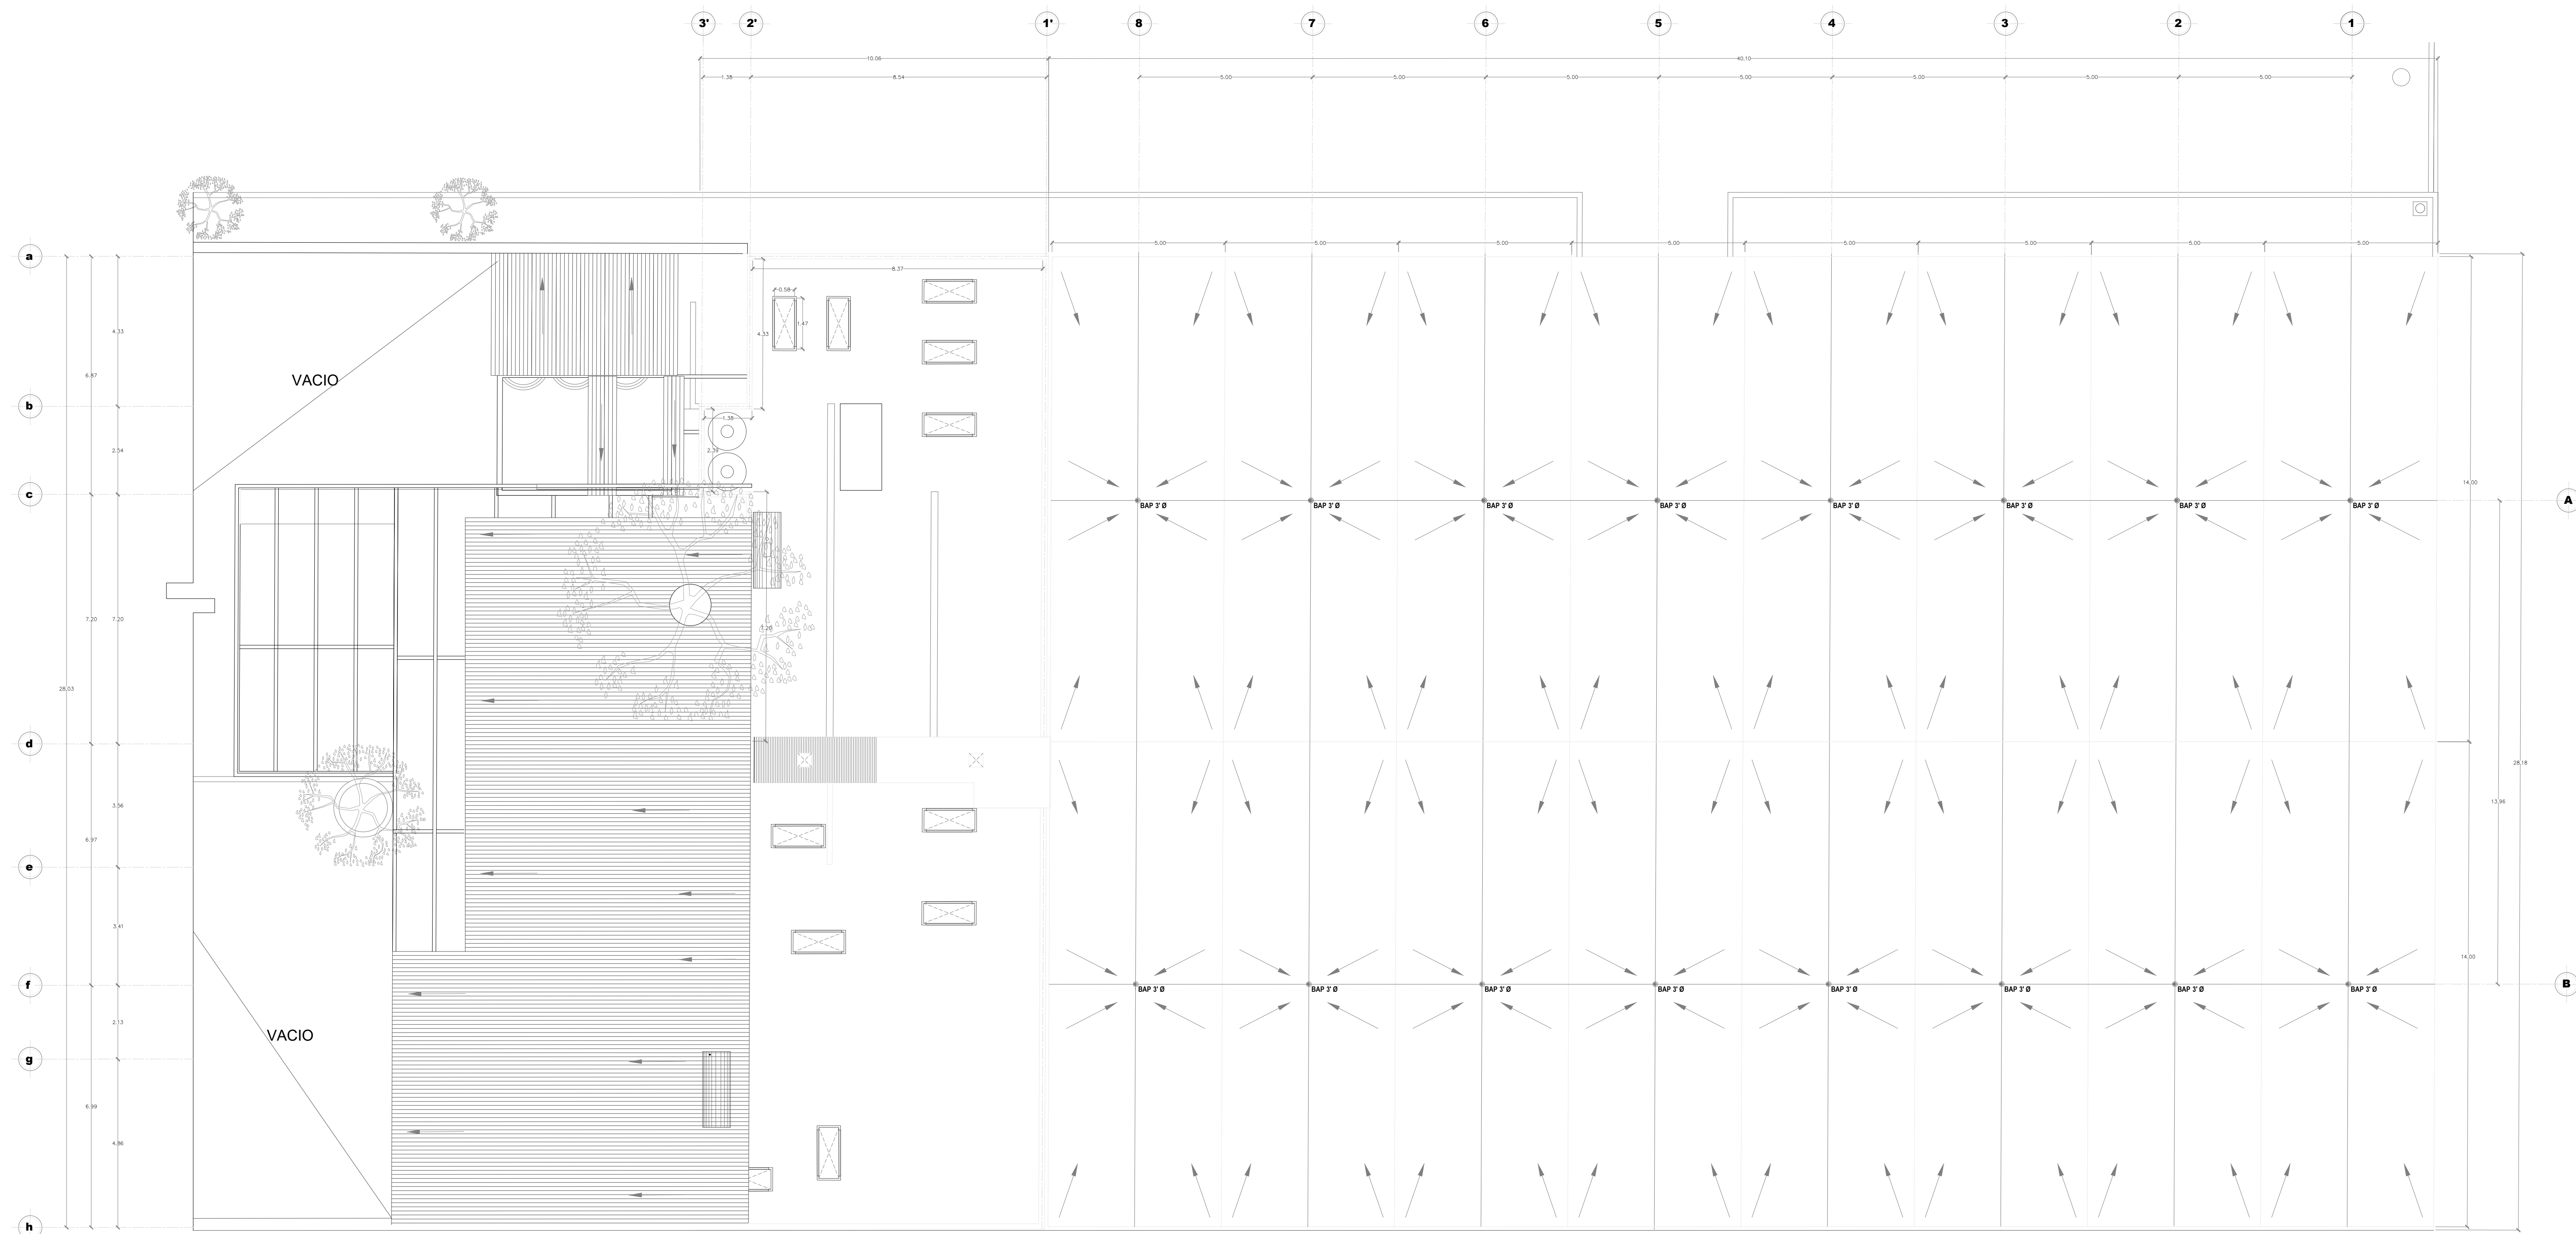 3' 2' 1' 8 7 6 5 4 3 2 1
10.06 40.10
1.38 8.54 5.00 5.00 5.00 5.00 5.00 5.00 5.00
5.00 5.00 5.00 5.00 5.00 5.00 5.00 5.00
a
8.37
0.58
1.47
4.33 4.33
6.87
VACIO
b
1.38
2.54 2.39
14.00
c
A
BAP 3' Ø BAP 3' Ø BAP 3' Ø BAP 3' Ø BAP 3' Ø BAP 3' Ø BAP 3' Ø BAP 3' Ø
7.20 7.20 7.20
28.03
d
28.18
3.56 13.96
6.97
e
3.41
14.00
f
B
BAP 3' Ø BAP 3' Ø BAP 3' Ø BAP 3' Ø BAP 3' Ø BAP 3' Ø BAP 3' Ø BAP 3' Ø
2.13
VACIO
g
6.99
4.86
h